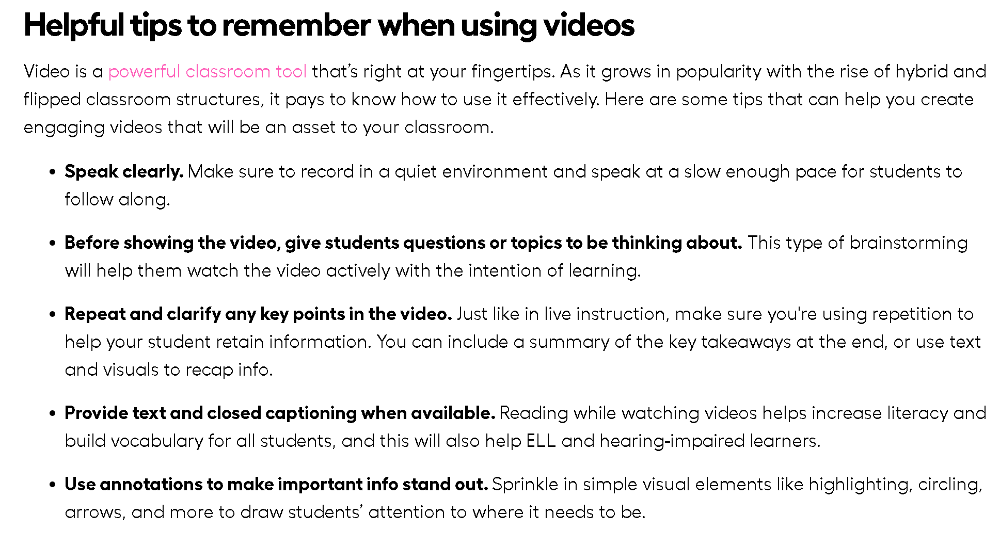 Helpful tips to remember when using videos
Video is a powerful classroom tool that’s right at your fingertips. As it grows in popularity with the rise of hybrid and
flipped classroom structures, it pays to know how to use it effectively. Here are some tips that can help you create
engaging videos that will be an asset to your classroom.
• Speak clearly. Make sure to record in a quiet environment and speak at a slow enough pace for students to
follow along.
• Before showing the video, give students questions or topics to be thinking about. This type of brainstorming
will help them watch the video actively with the intention of learning.
• Repeat and clarify any key points in the video. Just like in live instruction, make sure you're using repetition to
help your student retain information. You can include a summary of the key takeaways at the end, or use text
and visuals to recap info.
• Provide text and closed captioning when available. Reading while watching videos helps increase literacy and
build vocabulary for all students, and this will also help ELL and hearing-impaired learners.
• Use annotations to make important info stand out. Sprinkle in simple visual elements like highlighting, circling,
arrows, and more to draw students’ attention to where it needs to be.